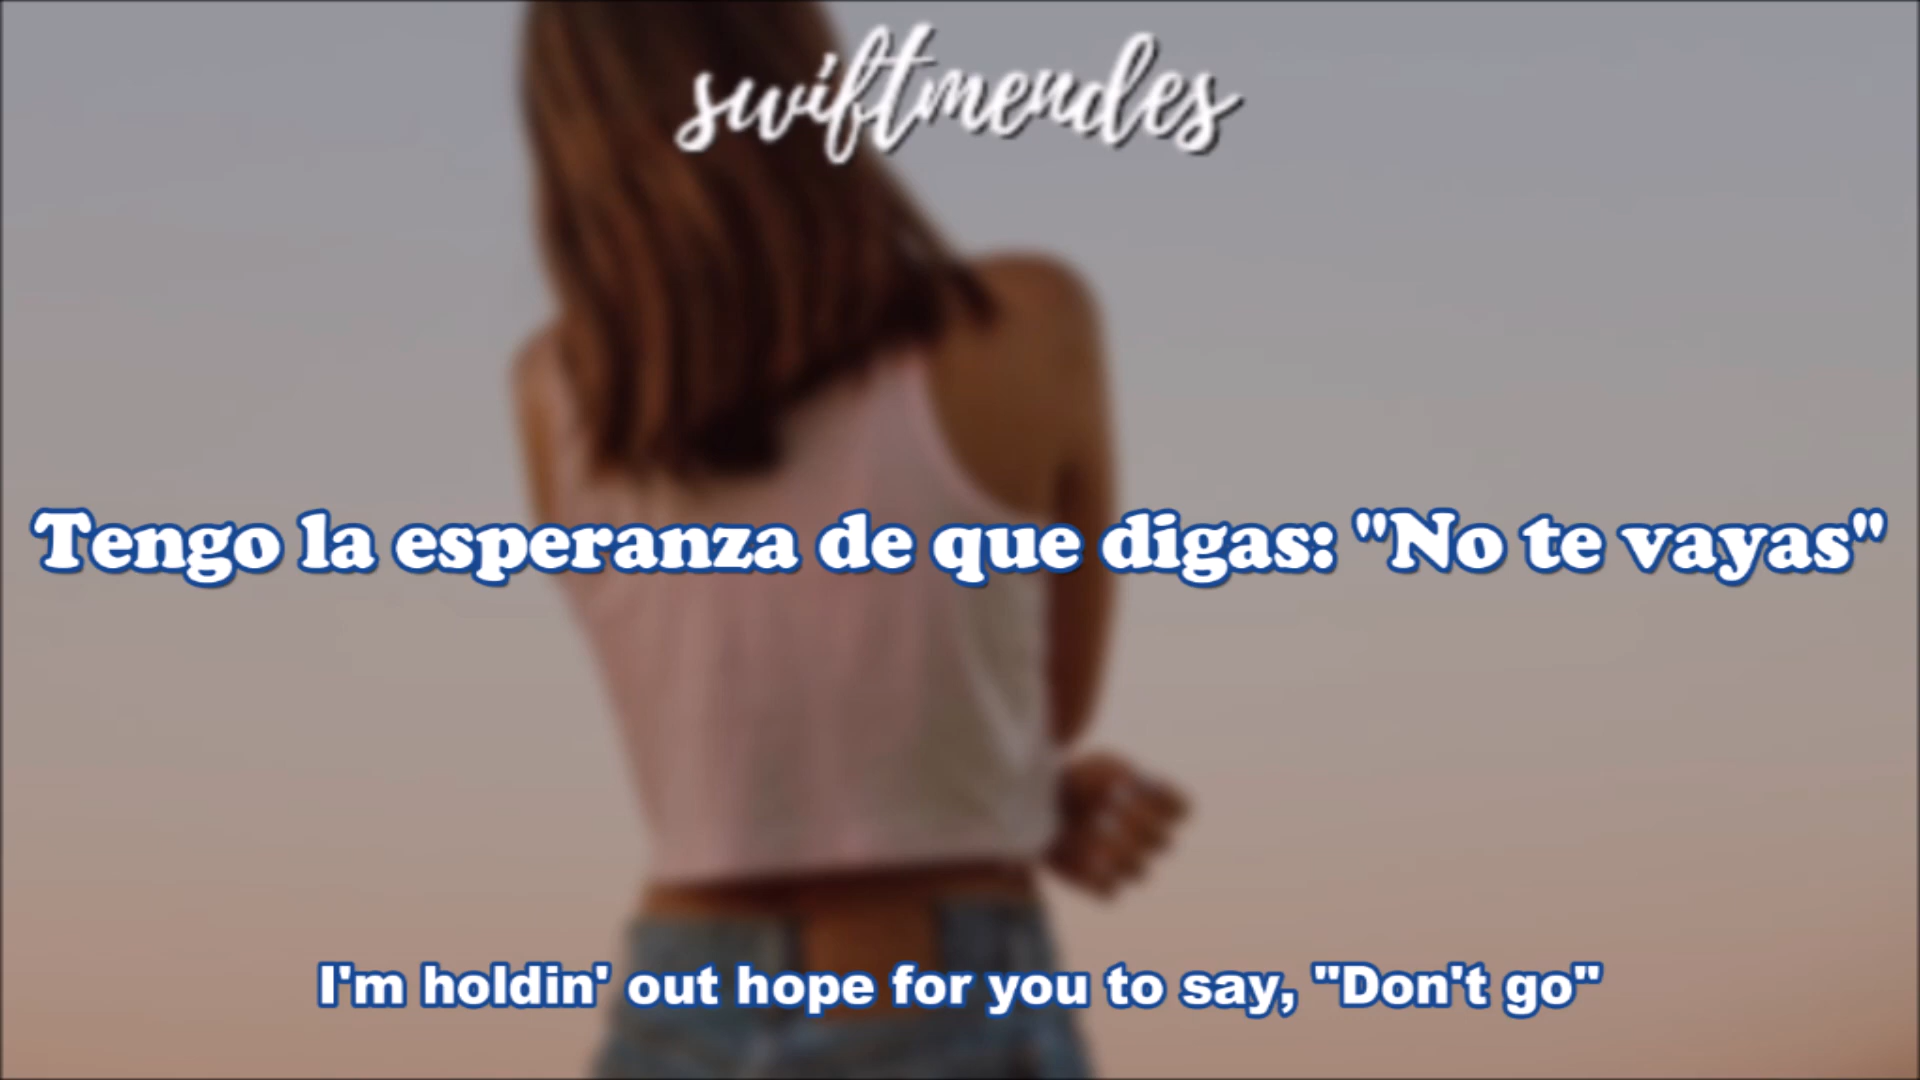 swiftmendes
Tengo la esperanza de que digas: "No te vayas"
I'm holdin' out hope for you to say, "Don't go"